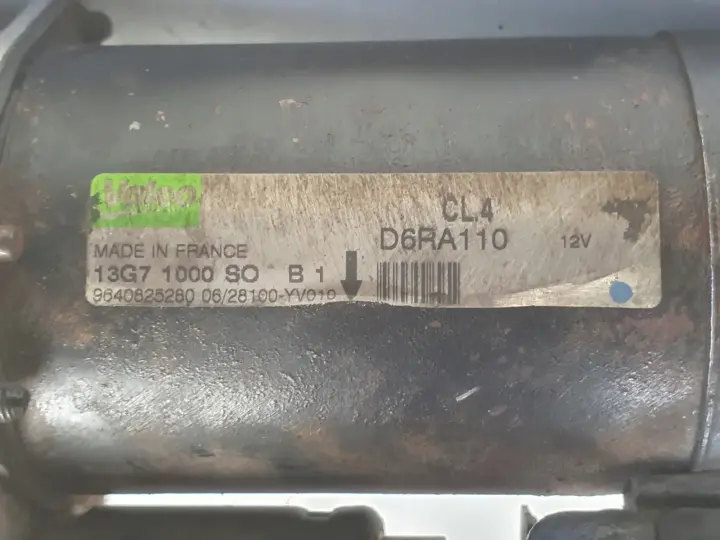 Valeo
CL4
D6RA110
12V
MADE IN FRANCE
13G7 1000 SO B 1
9640825280 06/28100-YV010